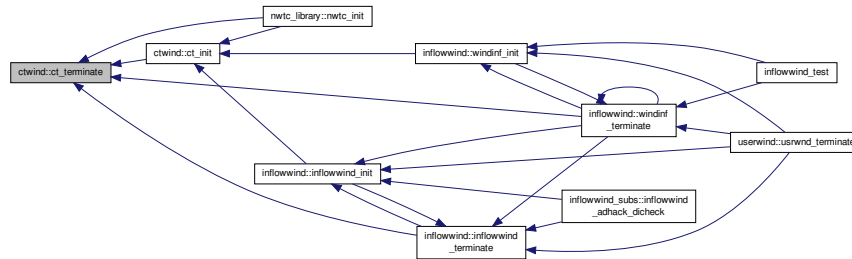 nwtc_library::nwtc_init
ctwind::ct_init
inflowwind::windinf_init
ctwind::ct_terminate
inflowwind_test
inflowwind::windinf
_terminate
userwind::usrwnd_terminate
inflowwind::inflowwind_init
inflowwind_subs::inflowwind
_adhack_dicheck
inflowwind::inflowwind
_terminate